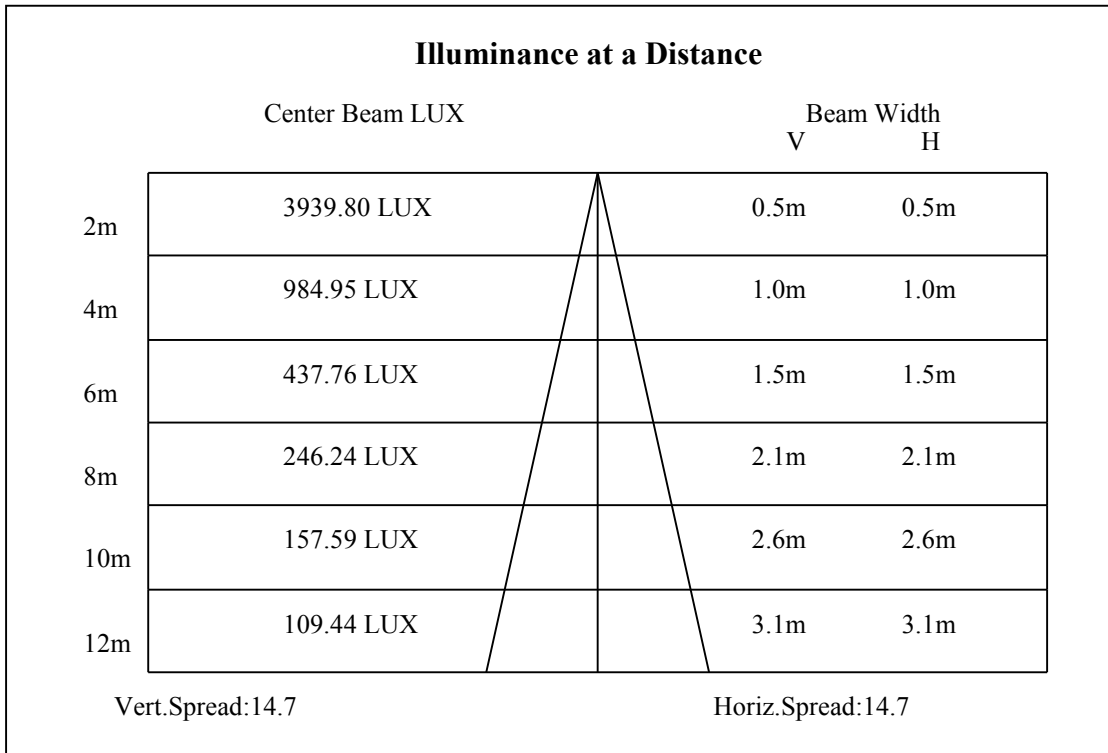 Illuminance at a Distance
Center Beam LUX Beam Width
V H
2m 3939.80 LUX 0.5m 0.5m
4m 984.95 LUX 1.0m 1.0m
6m 437.76 LUX 1.5m 1.5m
8m 246.24 LUX 2.1m 2.1m
10m 157.59 LUX 2.6m 2.6m
12m 109.44 LUX 3.1m 3.1m
Vert.Spread:14.7 Horiz.Spread:14.7